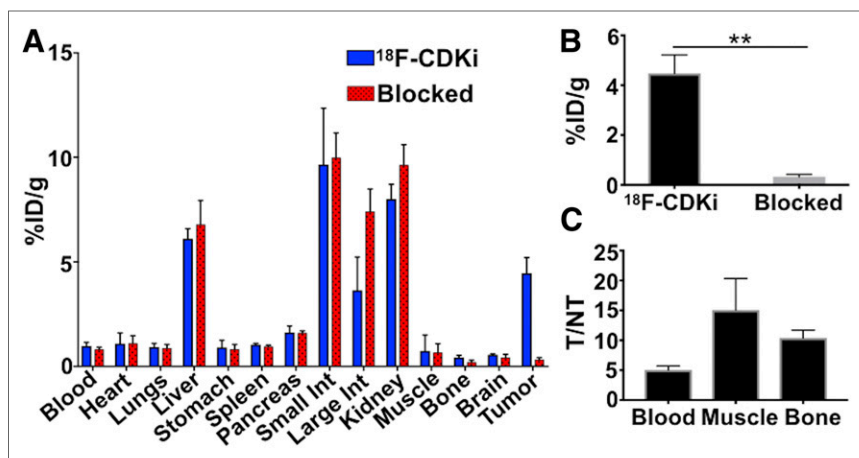 A
15
10
5
0
%ID/g
¹⁸F-CDKi
Blocked
Blood
Heart
Lungs
Liver
Stomach
Spleen
Pancreas
Small Int
Large Int
Kidney
Muscle
Bone
Brain
Tumor
B
6
4
2
0
%ID/g
**
¹⁸F-CDKi Blocked
C
25
20
15
10
5
0
T/NT
Blood Muscle Bone